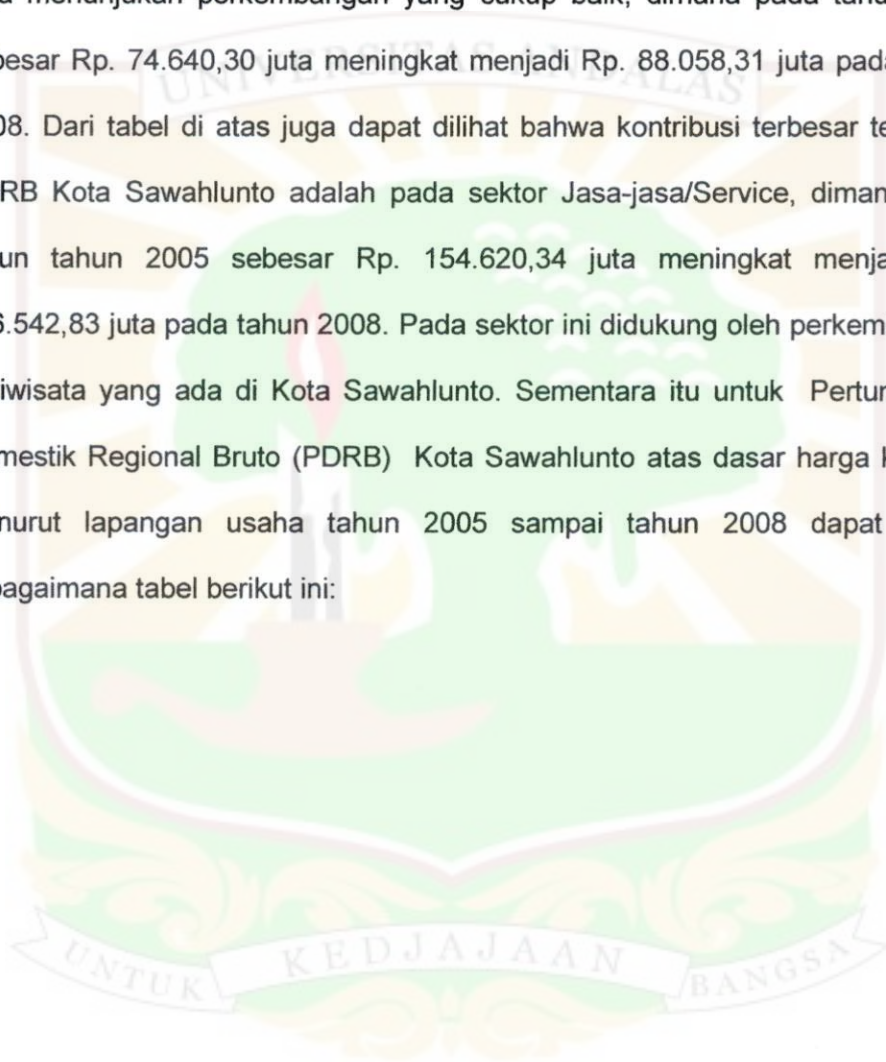 menunjukan perkembangan yang cukup baik, dimana pada
besar Rp. 74.640,30 juta meningkat menjadi Rp. 88.058,31 juta pada
08. Dari tabel di atas juga dapat dilihat bahwa kontribusi terbesar te
RB Kota Sawahlunto adalah pada sektor Jasa-jasa/Service, diman
un tahun 2005 sebesar Rp. 154.620,34 juta meningkat menja
6.542,83 juta pada tahun 2008. Pada sektor ini didukung oleh perkem
iwisata yang ada di Kota Sawahlunto. Sementara itu untuk Pertu
mestik Regional Bruto (PDRB) Kota Sawahlunto atas dasar harga
nurut lapangan usaha tahun 2005 sampai tahun 2008 dapat
bagaimana tabel berikut ini:
UNIVERSITAS ANDALAS
UNTUK KEDJAJAAN BANGSA